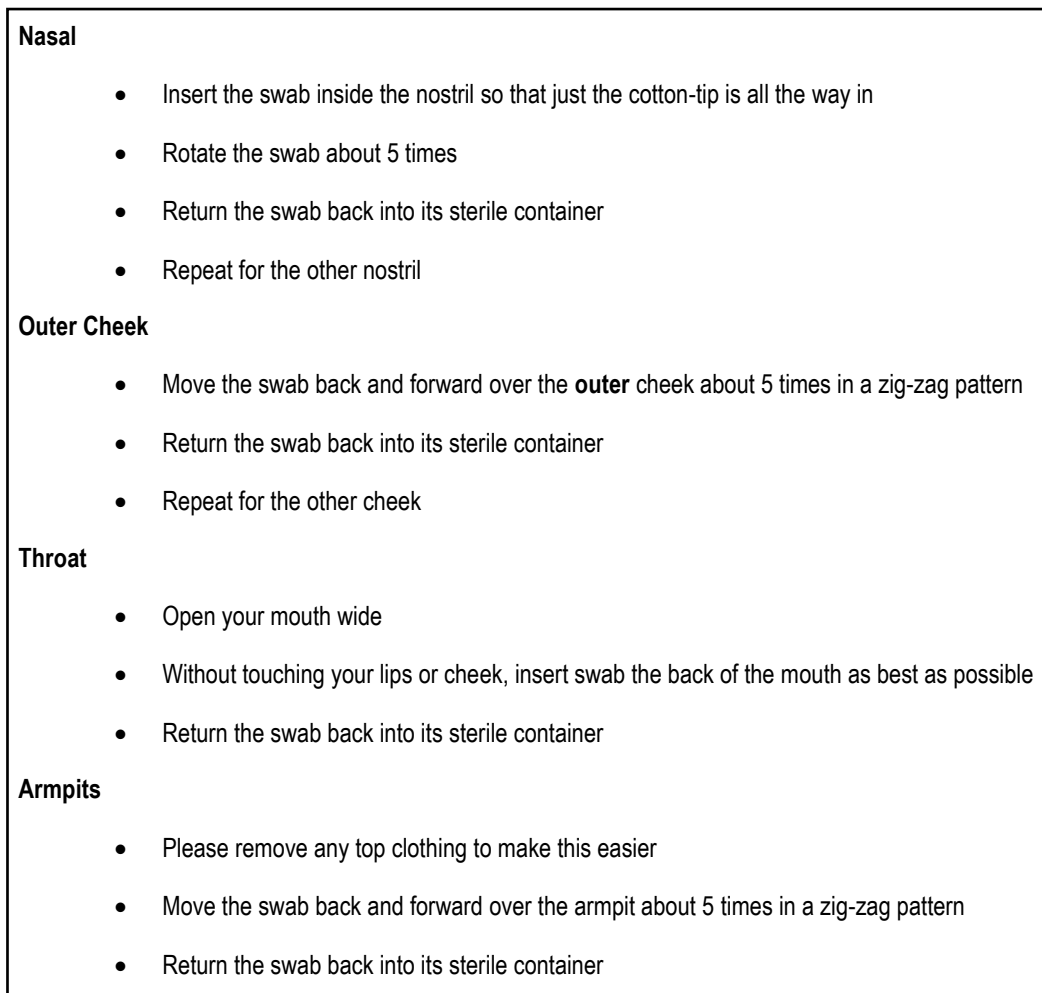 Nasal
• Insert the swab inside the nostril so that just the cotton-tip is all the way in
• Rotate the swab about 5 times
• Return the swab back into its sterile container
• Repeat for the other nostril
Outer Cheek
• Move the swab back and forward over the outer cheek about 5 times in a zig-zag pattern
• Return the swab back into its sterile container
• Repeat for the other cheek
Throat
• Open your mouth wide
• Without touching your lips or cheek, insert swab the back of the mouth as best as possible
• Return the swab back into its sterile container
Armpits
• Please remove any top clothing to make this easier
• Move the swab back and forward over the armpit about 5 times in a zig-zag pattern
• Return the swab back into its sterile container